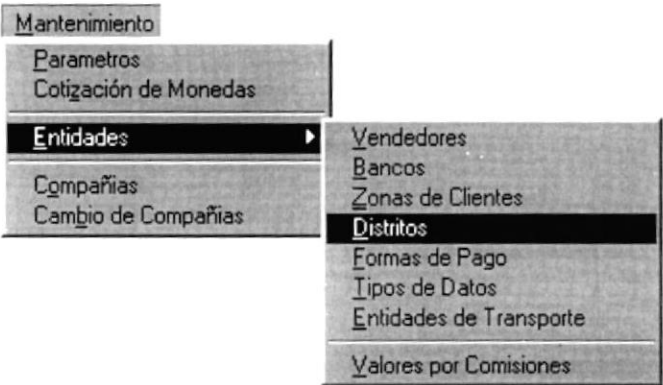 Mantenimiento
Parametros
Cotización de Monedas
Entidades
Compañias
Cambio de Compañias
Vendedores
Bancos
Zonas de Clientes
Distritos
Formas de Pago
Tipos de Datos
Entidades de Transporte
Valores por Comisiones